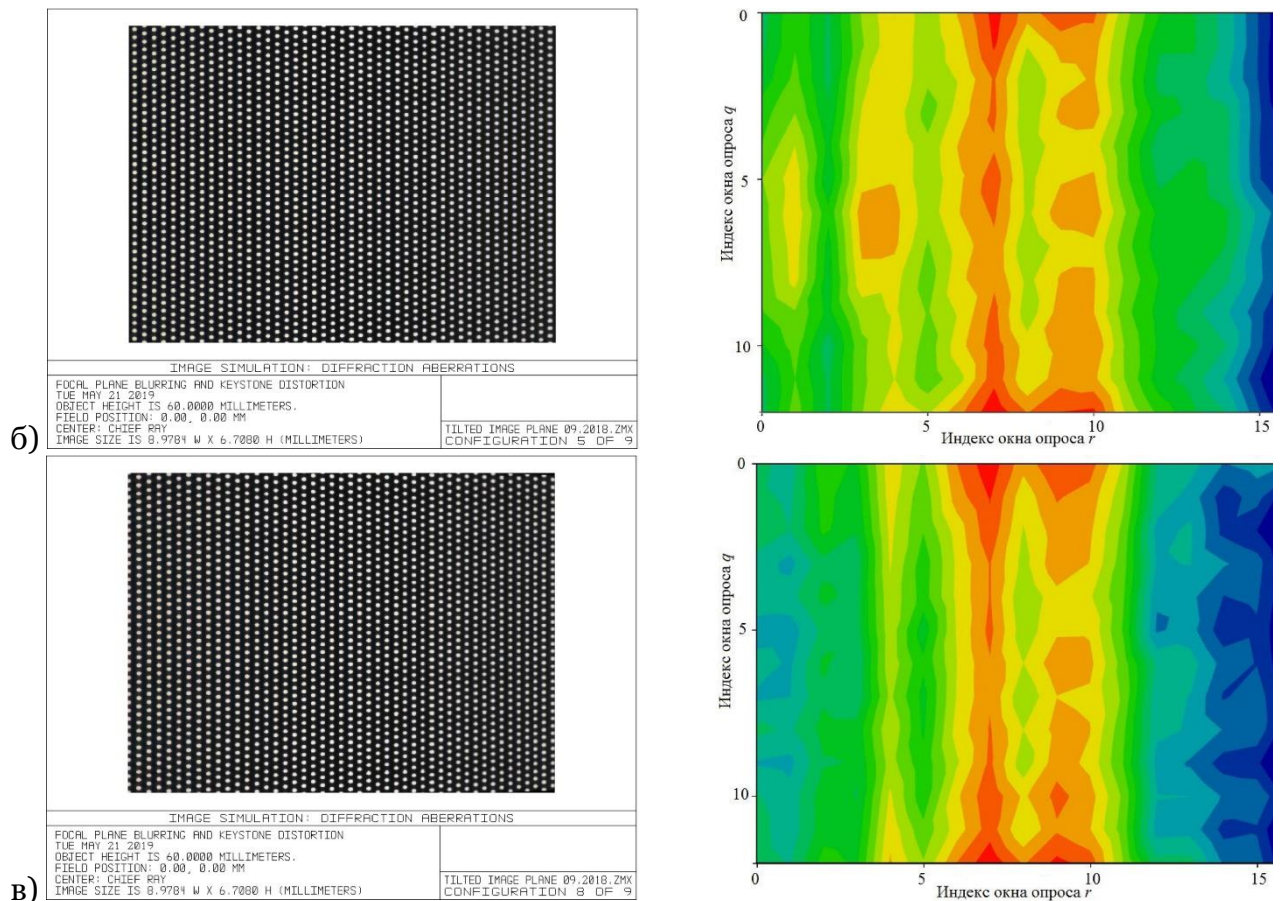 IMAGE SIMULATION: DIFFRACTION ABERRATIONS
FOCAL PLANE BLURRING AND KEYSTONE DISTORTION
TUE MAY 21 2019
OBJECT HEIGHT IS 60.0000 MILLIMETERS.
FIELD POSITION: 0.00, 0.00 MM
CENTER: CHIEF RAY
IMAGE SIZE IS 8.9784 W X 6.7080 H (MILLIMETERS)
TILTED IMAGE PLANE 09.2018.ZMX
CONFIGURATION 5 OF 9
б)
0
5
10
Индекс окна опроса q
0 5 10 15
Индекс окна опроса r
IMAGE SIMULATION: DIFFRACTION ABERRATIONS
FOCAL PLANE BLURRING AND KEYSTONE DISTORTION
TUE MAY 21 2019
OBJECT HEIGHT IS 60.0000 MILLIMETERS.
FIELD POSITION: 0.00, 0.00 MM
CENTER: CHIEF RAY
IMAGE SIZE IS 8.9784 W X 6.7080 H (MILLIMETERS)
TILTED IMAGE PLANE 09.2018.ZMX
CONFIGURATION 8 OF 9
в)
0
5
10
Индекс окна опроса q
0 5 10 15
Индекс окна опроса r